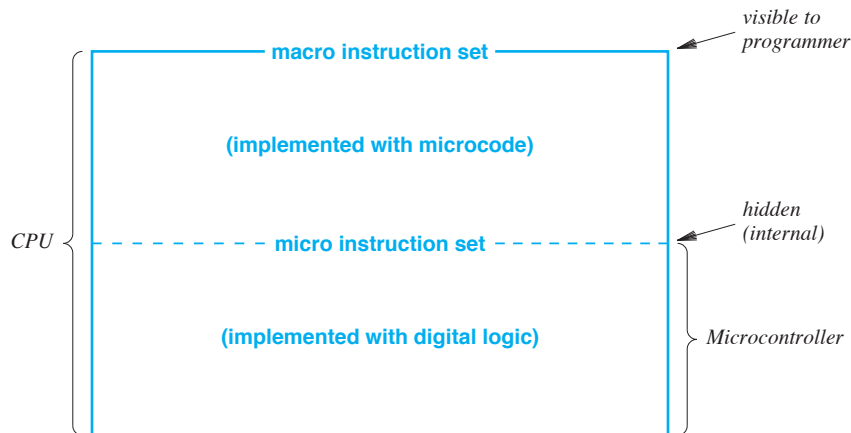 visible to
programmer
macro instruction set
(implemented with microcode)
hidden
(internal)
CPU
micro instruction set
(implemented with digital logic)
Microcontroller